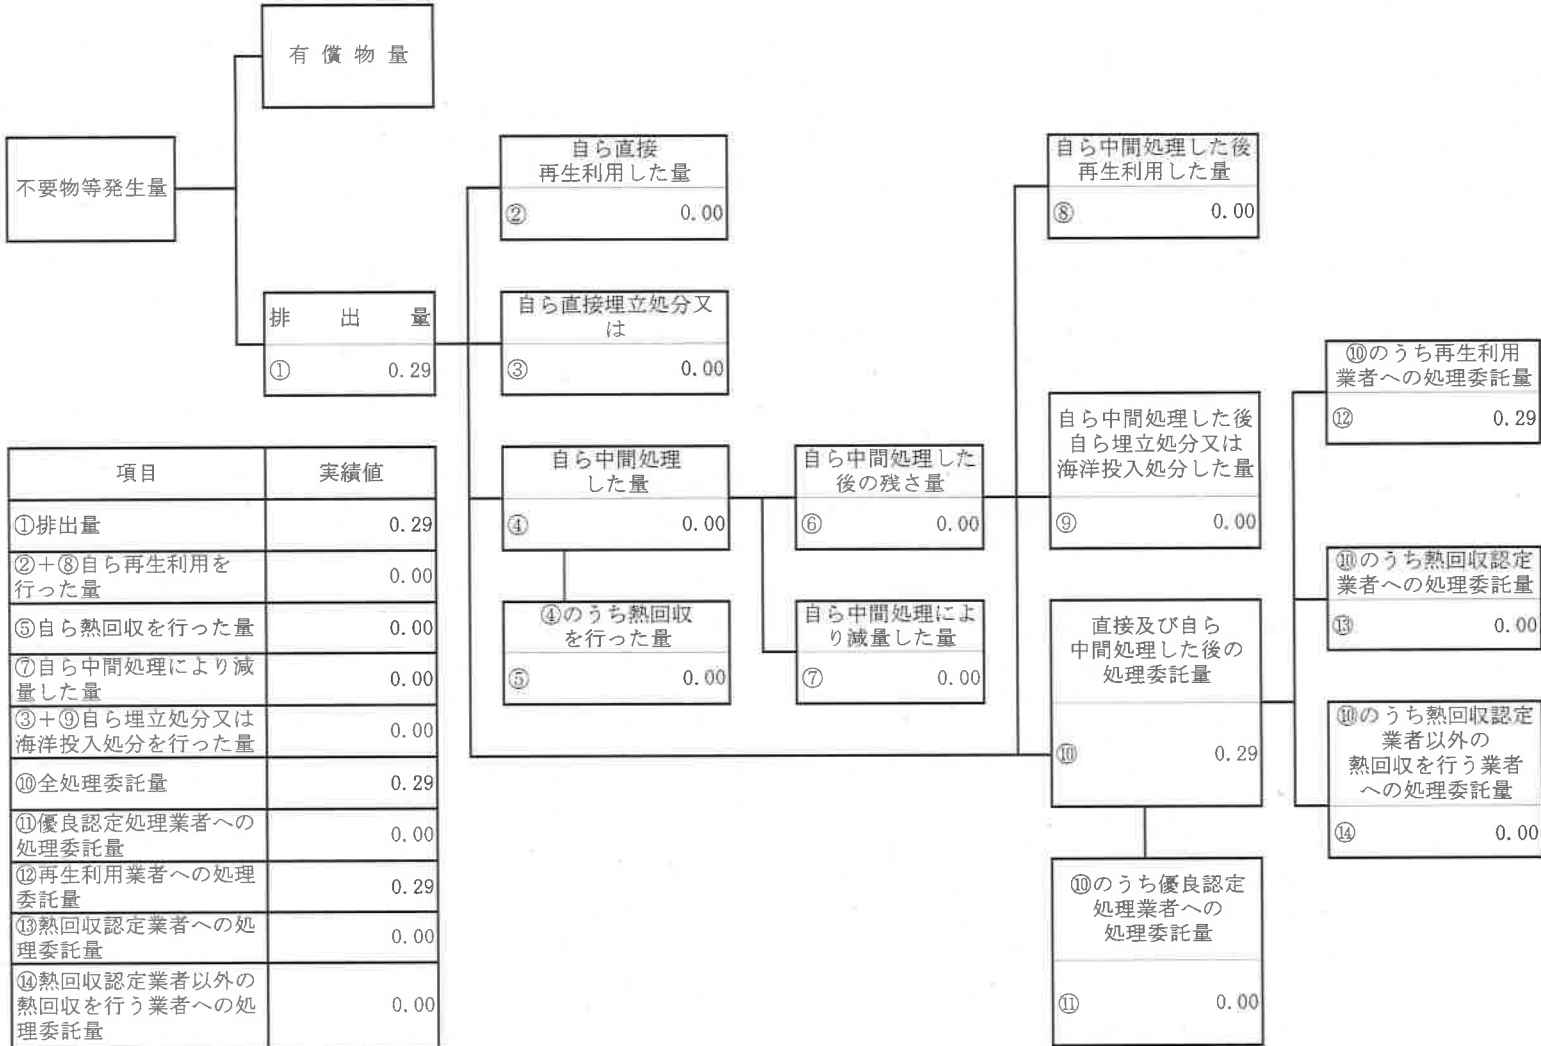 有償物量
不要物等発生量
排出量
① 0.29
自ら直接
再生利用した量
② 0.00
自ら直接埋立処分又
は
③ 0.00
自ら中間処理
した量
④ 0.00
④のうち熱回収
を行った量
⑤ 0.00
自ら中間処理した
後の残さ量
⑥ 0.00
自ら中間処理によ
り減量した量
⑦ 0.00
自ら中間処理した後
再生利用した量
⑧ 0.00
自ら中間処理した後
自ら埋立処分又は
海洋投入処分した量
⑨ 0.00
直接及び自ら
中間処理した後の
処理委託量
⑩ 0.29
⑩のうち優良認定
処理業者への
処理委託量
⑪ 0.00
⑩のうち再生利用
業者への処理委託量
⑫ 0.29
⑩のうち熱回収認定
業者への処理委託量
⑬ 0.00
⑩のうち熱回収認定
業者以外の
熱回収を行う業者
への処理委託量
⑭ 0.00
項目 実績値
①排出量 0.29
②+⑧自ら再生利用を
行った量 0.00
⑤自ら熱回収を行った量 0.00
⑦自ら中間処理により減
量した量 0.00
③+⑨自ら埋立処分又は
海洋投入処分を行った量 0.00
⑩全処理委託量 0.29
⑪優良認定処理業者への
処理委託量 0.00
⑫再生利用業者への処理
委託量 0.29
⑬熱回収認定業者への処
理委託量 0.00
⑭熱回収認定業者以外の
熱回収を行う業者への処
理委託量 0.00